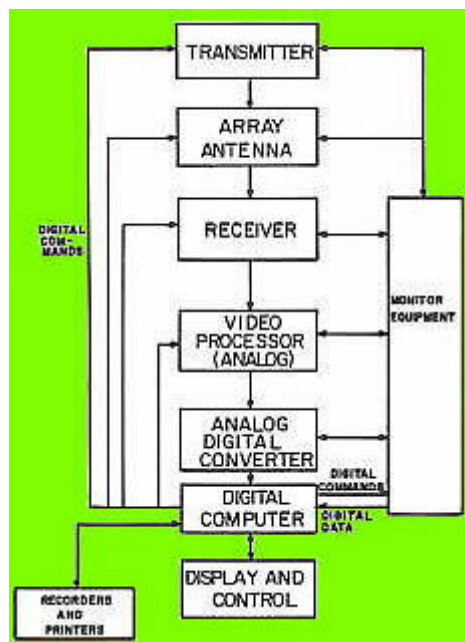 TRANSMITTER
ARRAY
ANTENNA
DIGITAL
COM-
MANDS
RECEIVER
MONITOR
EQUIPMENT
VIDEO
PROCESSOR
(ANALOG)
ANALOG
DIGITAL
CONVERTER
DIGITAL
COMMANDS
DIGITAL
COMPUTER
DIGITAL
DATA
DISPLAY AND
CONTROL
RECORDERS
AND
PRINTERS